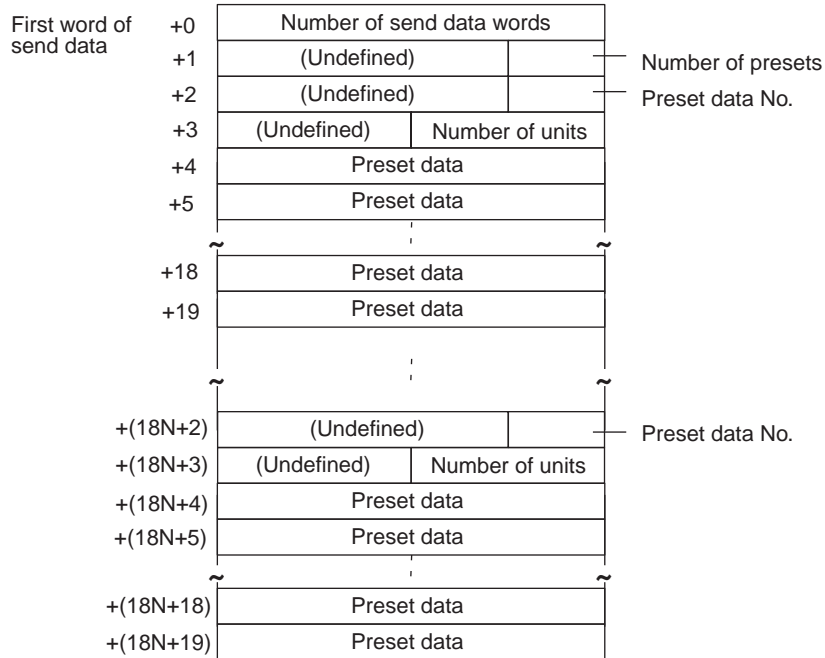 First word of
send data
+0 Number of send data words
+1 (Undefined) Number of presets
+2 (Undefined) Preset data No.
+3 (Undefined) Number of units
+4 Preset data
+5 Preset data
~ ~
+18 Preset data
+19 Preset data
~ ~
+(18N+2) (Undefined) Preset data No.
+(18N+3) (Undefined) Number of units
+(18N+4) Preset data
+(18N+5) Preset data
~ ~
+(18N+18) Preset data
+(18N+19) Preset data